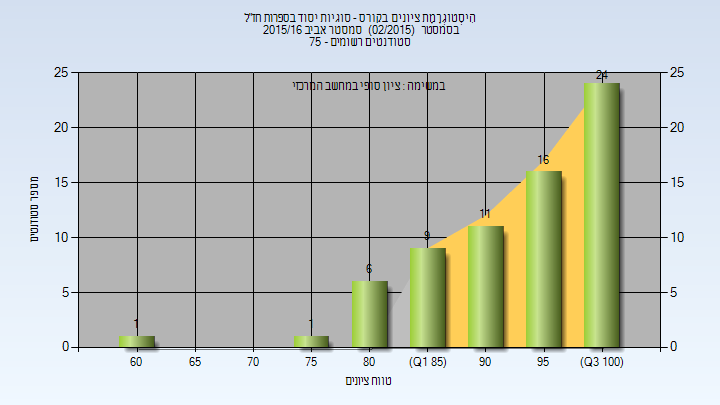 היסטוגרמת ציונים בקורס - סוגיות יסוד בספרות חז"ל
בסמסטר (02/2015) סמסטר אביב 2015/16
סטודנטים רשומים - 75
במשימה : ציון סופי במחשב המרכזי
25 25
20 20
15 15
10 10
5 5
0 0
1 1 6 9 11 16 24
60 65 70 75 80 (Q1 85) 90 95 (Q3 100)
טווח ציונים
מספר סטודנטים